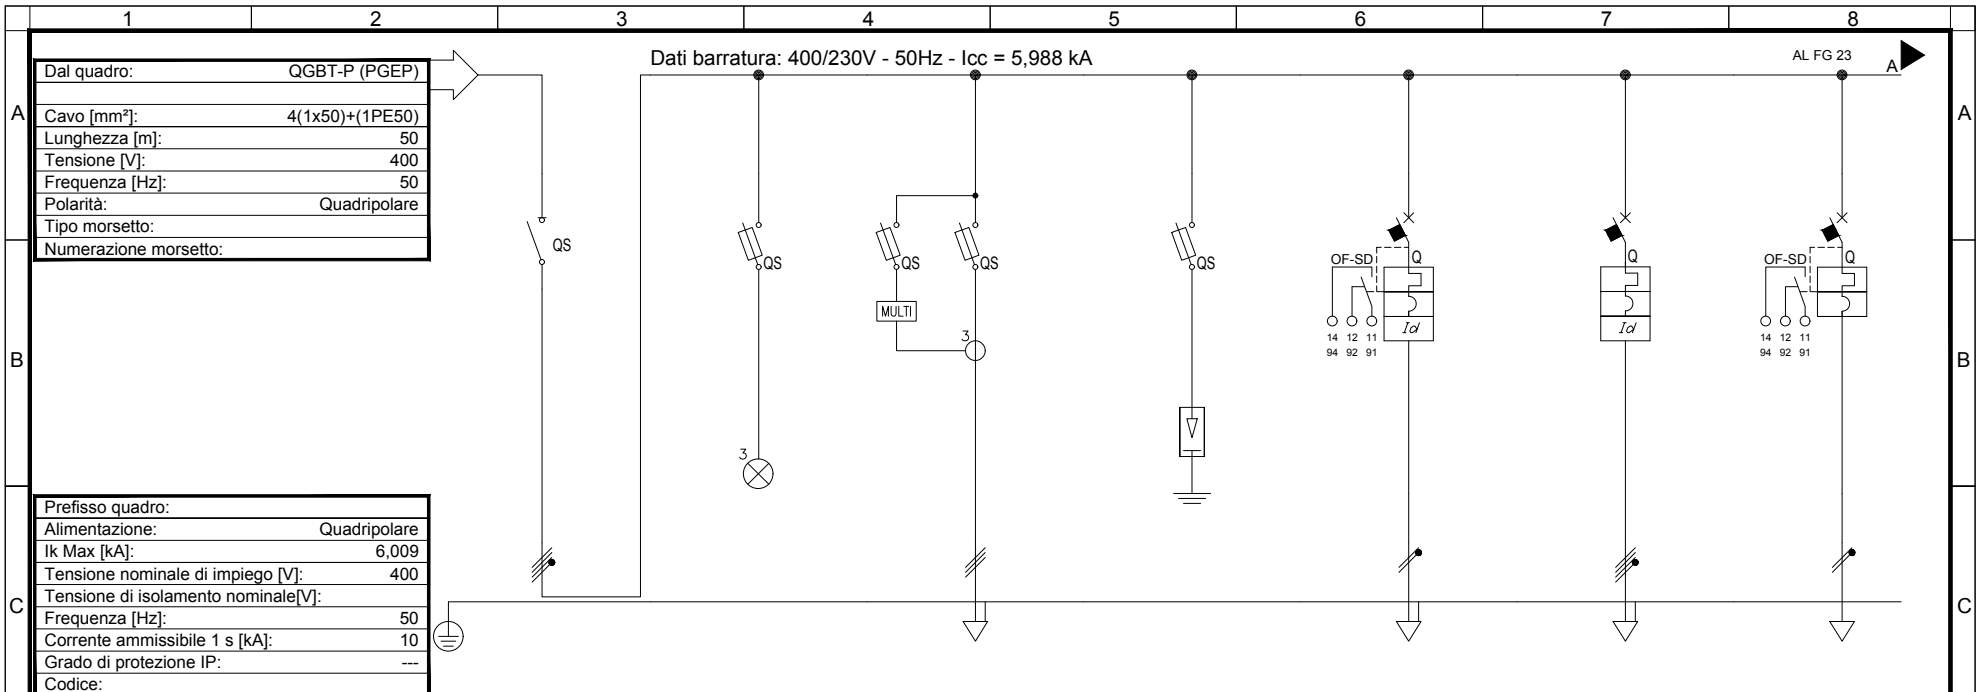 1 2 3 4 5 6 7 8
Dati barratura: 400/230V - 50Hz - Icc = 5,988 kA
AL FG 23
A
A
A
Dal quadro: QGBT-P (PGEP)
Cavo [mm²]: 4(1x50)+(1PE50)
Lunghezza [m]: 50
Tensione [V]: 400
Frequenza [Hz]: 50
Polarità: Quadripolare
Tipo morsetto:
Numerazione morsetto:
QS
QS
QS
QS
QS
OF-SD
Q
Q
OF-SD
Q
MULTI
3
Id
Id
14 12 11
94 92 91
14 12 11
94 92 91
B
B
3
Prefisso quadro:
Alimentazione: Quadripolare
Ik Max [kA]: 6,009
Tensione nominale di impiego [V]: 400
Tensione di isolamento nominale[V]:
Frequenza [Hz]: 50
Corrente ammissibile 1 s [kA]: 10
Grado di protezione IP: ---
Codice:
C
C